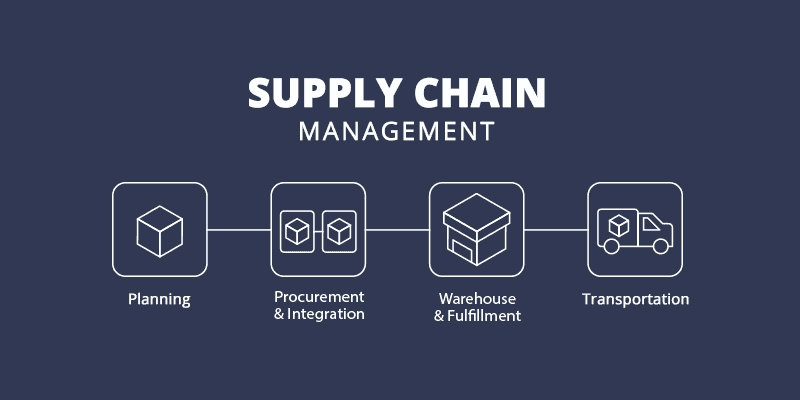 SUPPLY CHAIN
MANAGEMENT
Planning
Procurement
& Integration
Warehouse
& Fulfillment
Transportation